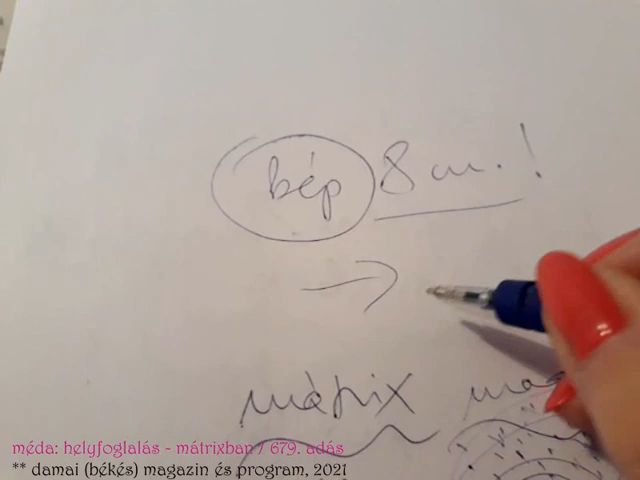 bép 8 cm. !
mátrix
méda: helyfoglalás - mátrixban / 679. adás
** damai (békés) magazin és program, 2021